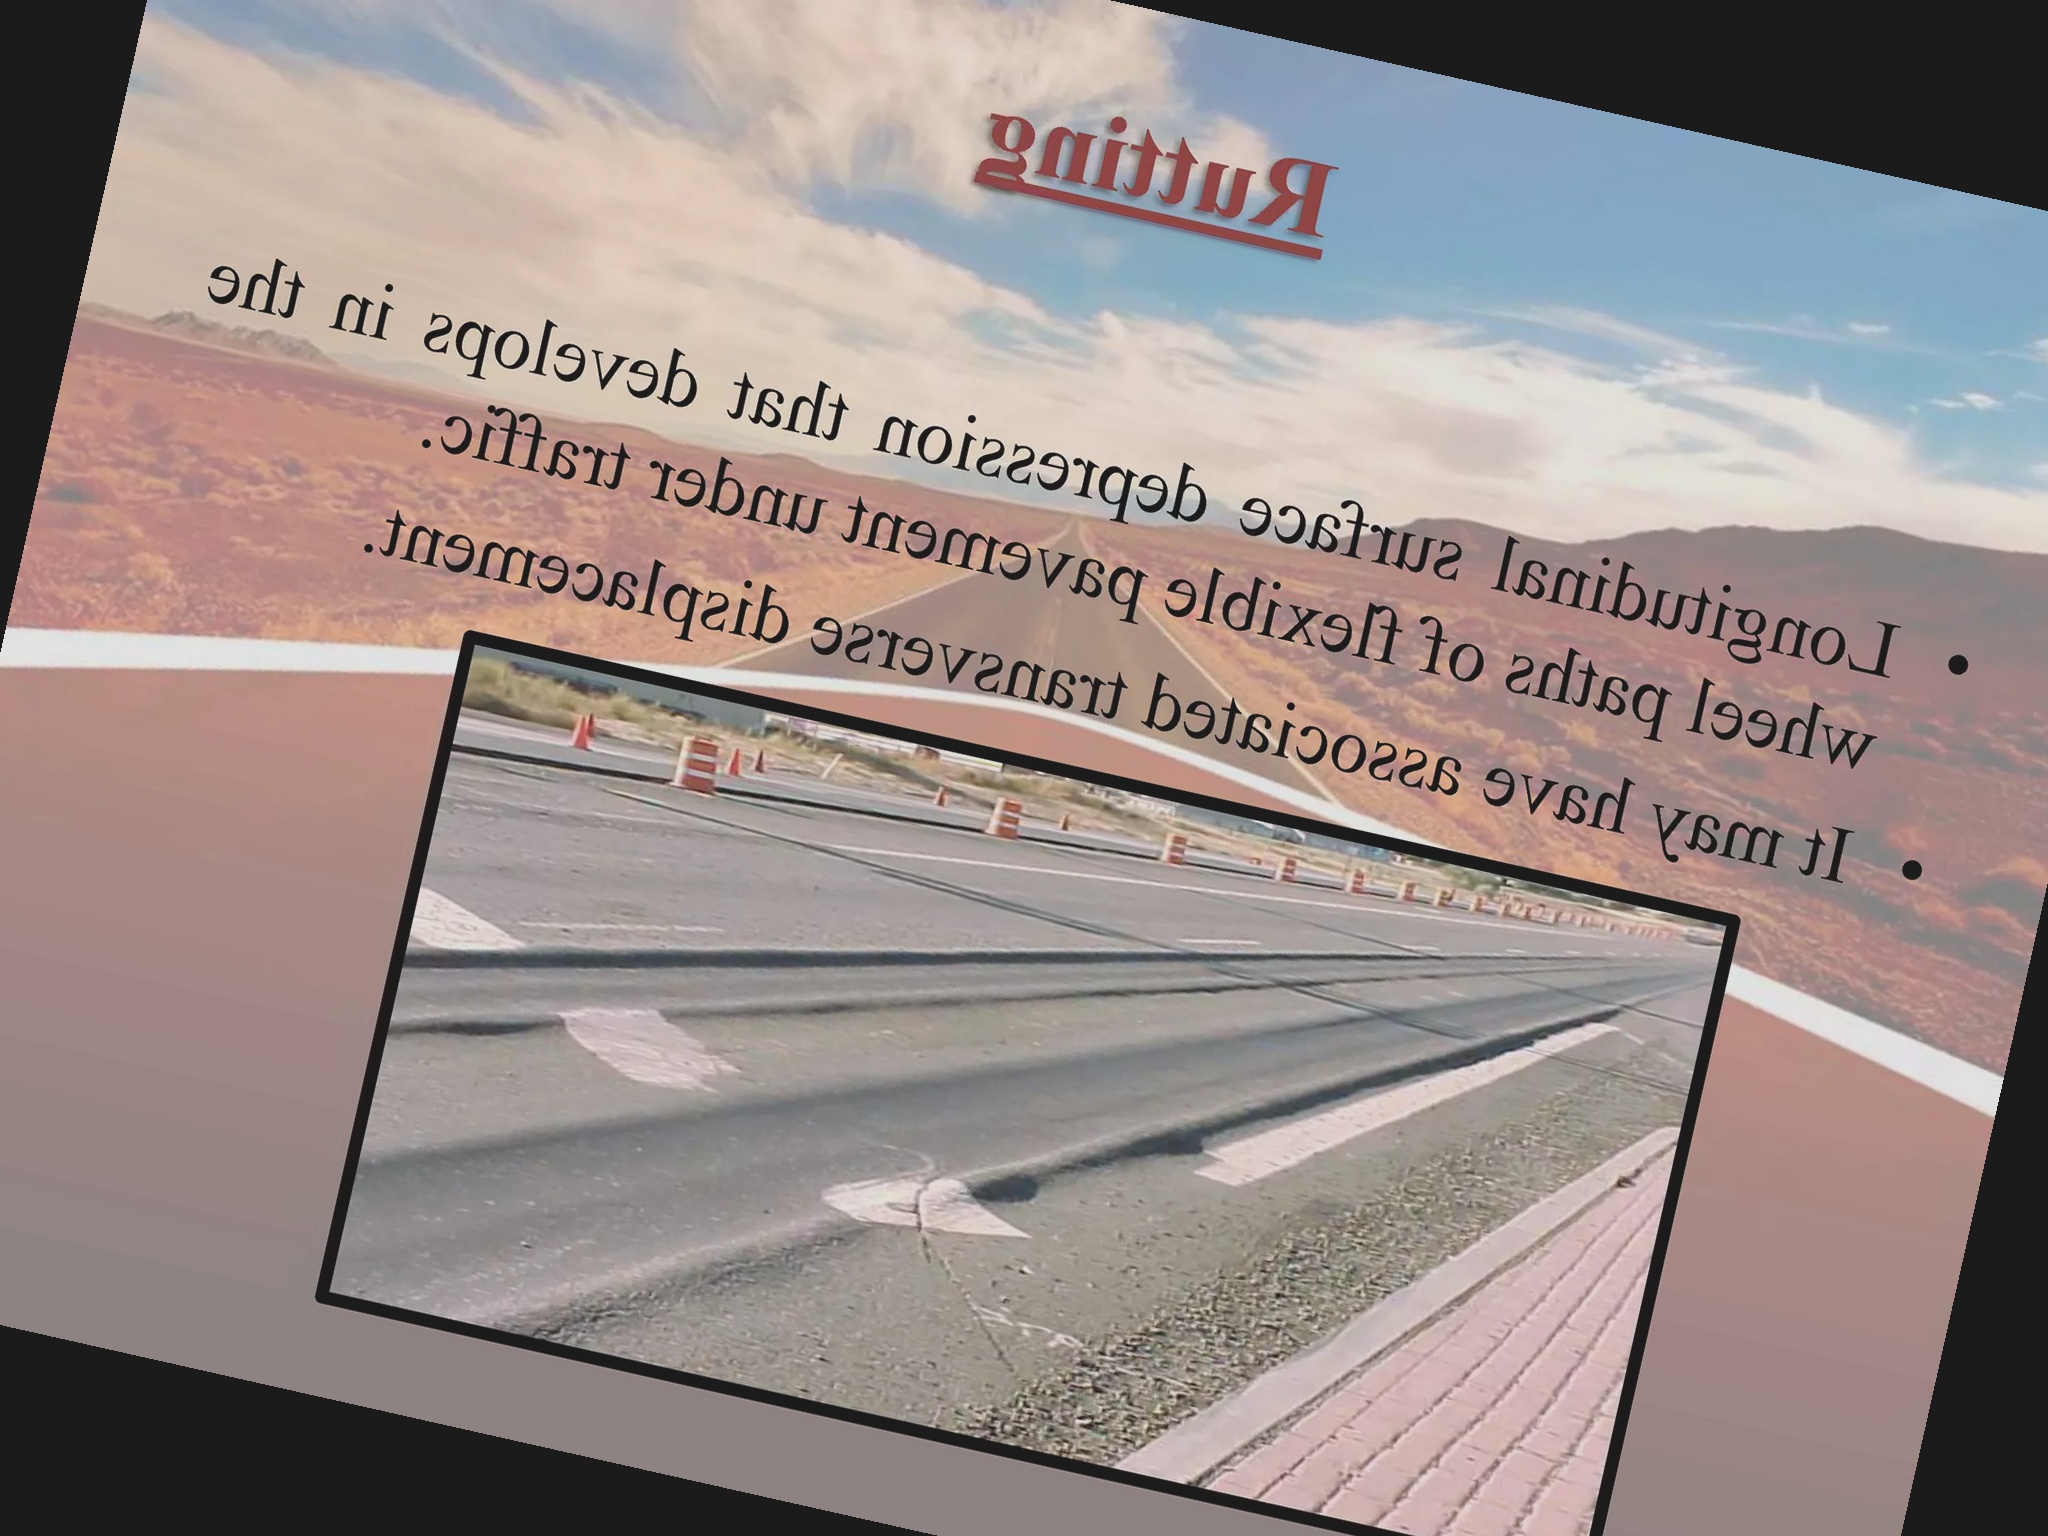 Rutting
• Longitudinal surface depression that develops in the
wheel paths of flexible pavement under traffic.
• It may have associated transverse displacement.